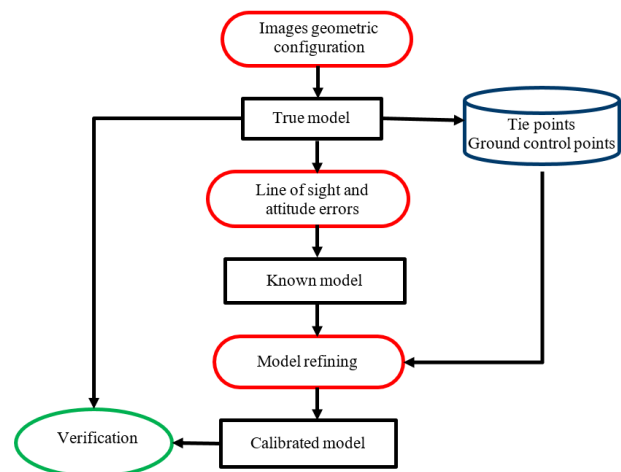 Images geometric
configuration
True model
Tie points
Ground control points
Line of sight and
attitude errors
Known model
Model refining
Verification
Calibrated model